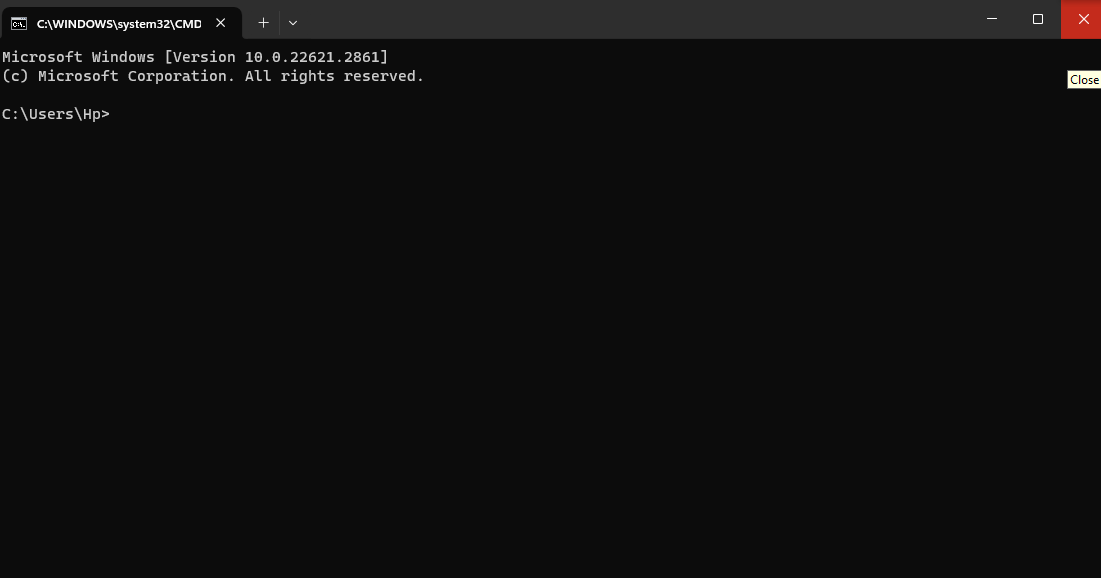 C:\WINDOWS\system32\CMD
Microsoft Windows [Version 10.0.22621.2861]
(c) Microsoft Corporation. All rights reserved.
Close
C:\Users\Hp>